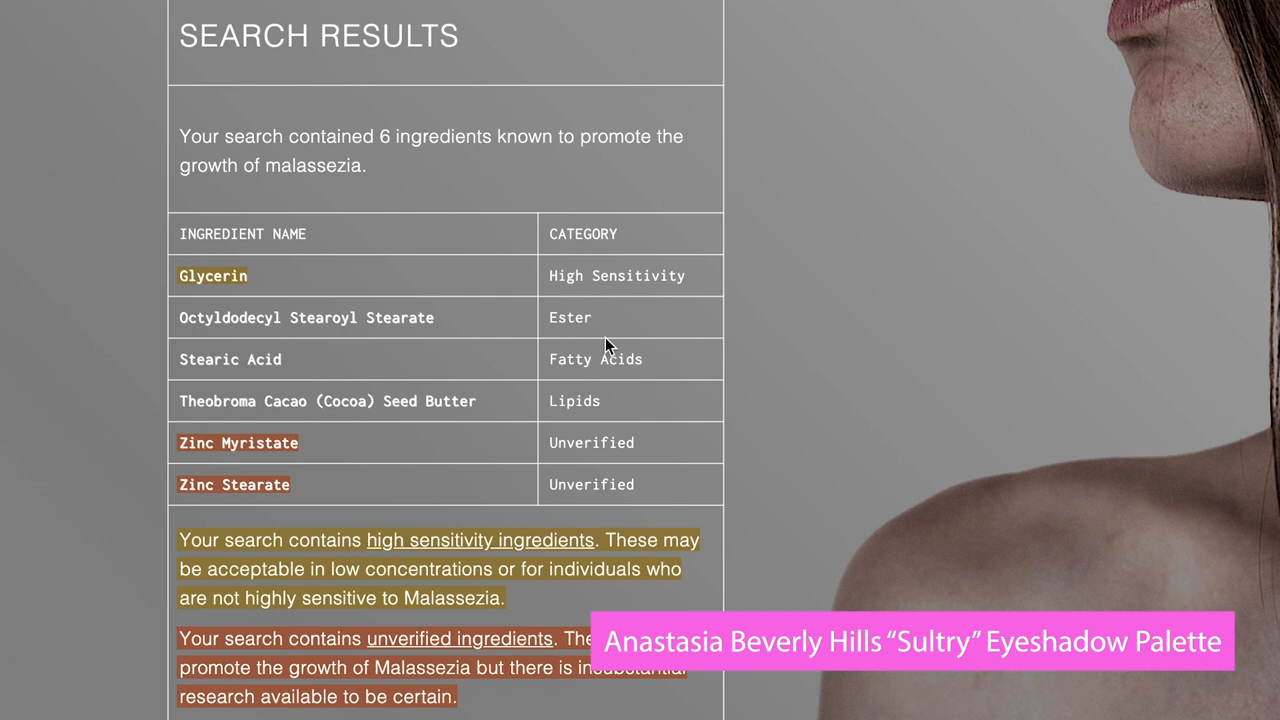 SEARCH RESULTS
Your search contained 6 ingredients known to promote the
growth of malassezia.
INGREDIENT NAME CATEGORY
Glycerin High Sensitivity
Octyldodecyl Stearoyl Stearate Ester
Stearic Acid Fatty Acids
Theobroma Cacao (Cocoa) Seed Butter Lipids
Zinc Myristate Unverified
Zinc Stearate Unverified
Your search contains high sensitivity ingredients. These may
be acceptable in low concentrations or for individuals who
are not highly sensitive to Malassezia.
Your search contains unverified ingredients.
promote the growth of Malassezia but there is insubstantial
research available to be certain.
Anastasia Beverly Hills “Sultry” Eyeshadow Palette